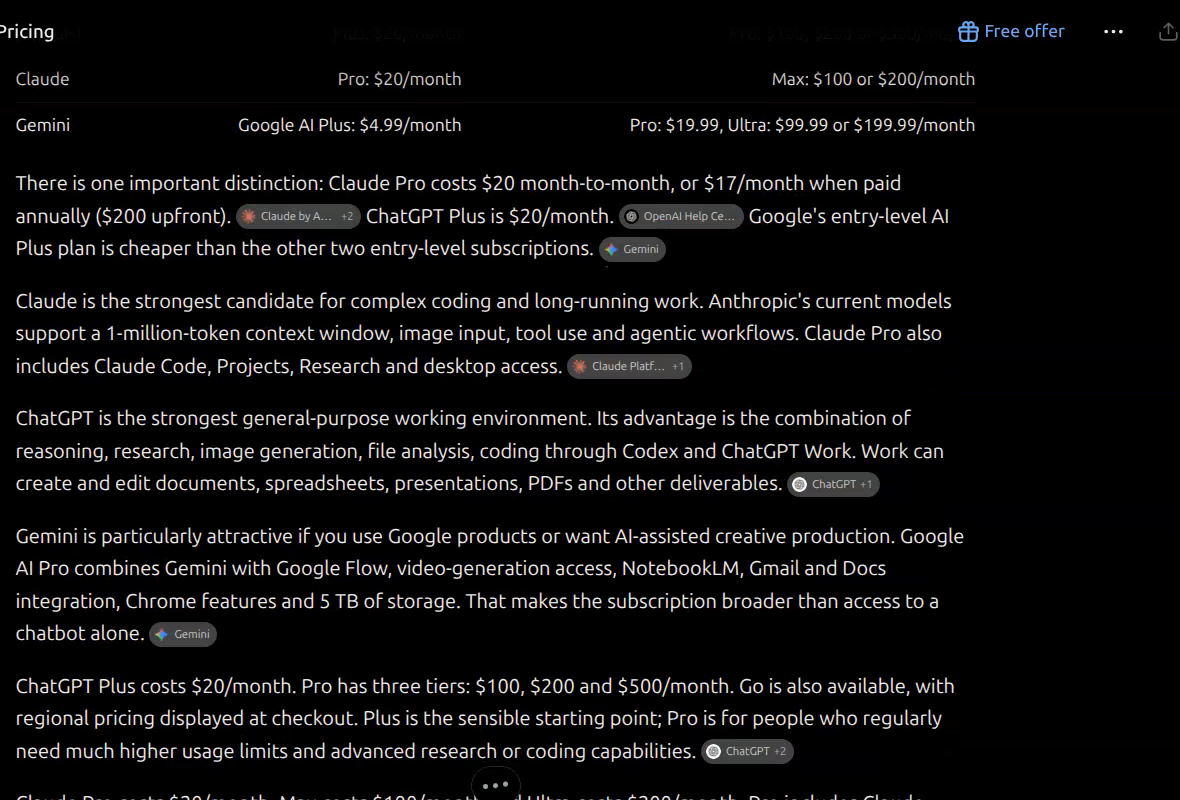 Pricing
Free offer
Claude Pro: $20/month Max: $100 or $200/month
Gemini Google AI Plus: $4.99/month Pro: $19.99, Ultra: $99.99 or $199.99/month
There is one important distinction: Claude Pro costs $20 month-to-month, or $17/month when paid
annually ($200 upfront). Claude by A... +2 ChatGPT Plus is $20/month. OpenAI Help Ce... Google's entry-level AI
Plus plan is cheaper than the other two entry-level subscriptions. Gemini
Claude is the strongest candidate for complex coding and long-running work. Anthropic's current models
support a 1-million-token context window, image input, tool use and agentic workflows. Claude Pro also
includes Claude Code, Projects, Research and desktop access. Claude Platf... +1
ChatGPT is the strongest general-purpose working environment. Its advantage is the combination of
reasoning, research, image generation, file analysis, coding through Codex and ChatGPT Work. Work can
create and edit documents, spreadsheets, presentations, PDFs and other deliverables. ChatGPT +1
Gemini is particularly attractive if you use Google products or want AI-assisted creative production. Google
AI Pro combines Gemini with Google Flow, video-generation access, NotebookLM, Gmail and Docs
integration, Chrome features and 5 TB of storage. That makes the subscription broader than access to a
chatbot alone. Gemini
ChatGPT Plus costs $20/month. Pro has three tiers: $100, $200 and $500/month. Go is also available, with
regional pricing displayed at checkout. Plus is the sensible starting point; Pro is for people who regularly
need much higher usage limits and advanced research or coding capabilities. ChatGPT +2